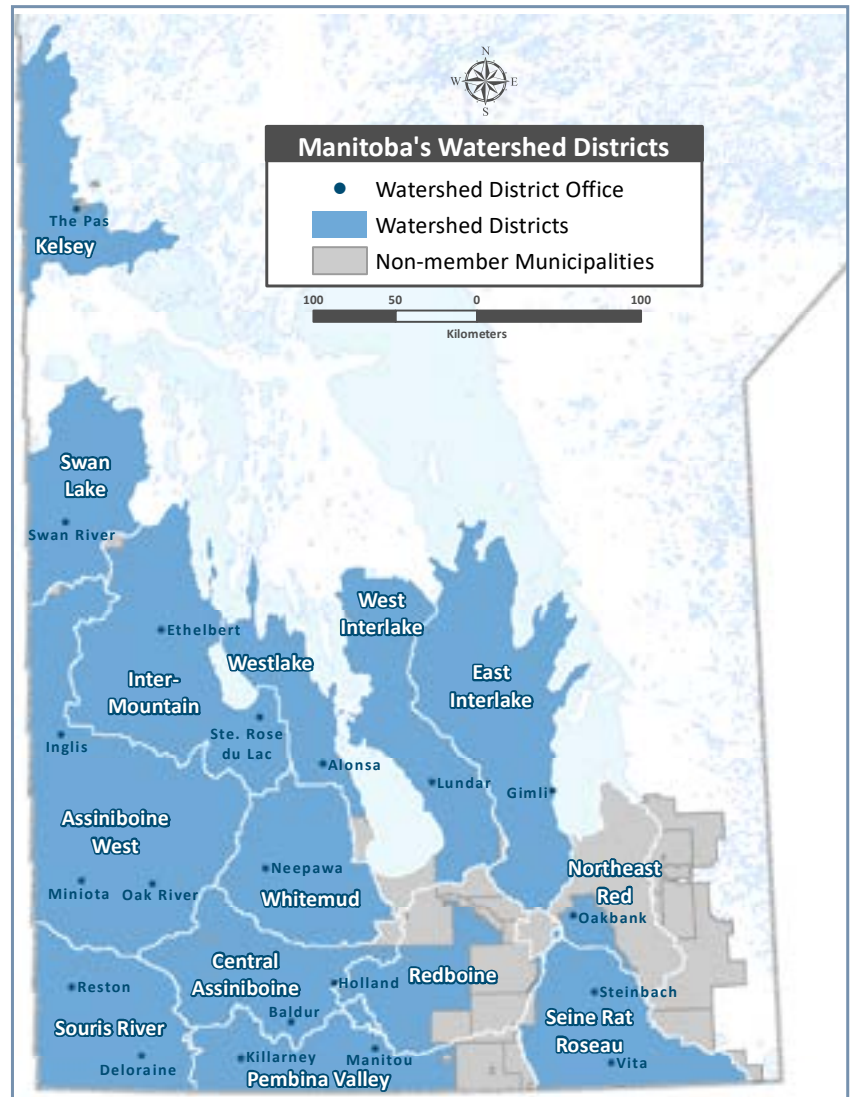 N
W
E
S
Manitoba's Watershed Districts
Watershed District Office
Watershed Districts
Non-member Municipalities
100 50 0 100
Kilometers
The Pas
Kelsey
Swan
Lake
Swan River
Ethelbert
Inter-
Mountain
Westlake
West
Interlake
East
Interlake
Ste. Rose
du Lac
Inglis
Alonsa
Lundar
Gimli
Assiniboine
West
Miniota
Oak River
Neepawa
Whitemud
Northeast
Red
Oakbank
Central
Assiniboine
Holland
Redboine
Baldur
Reston
Souris River
Deloraine
Killarney
Manitou
Pembina Valley
Steinbach
Seine Rat
Roseau
Vita